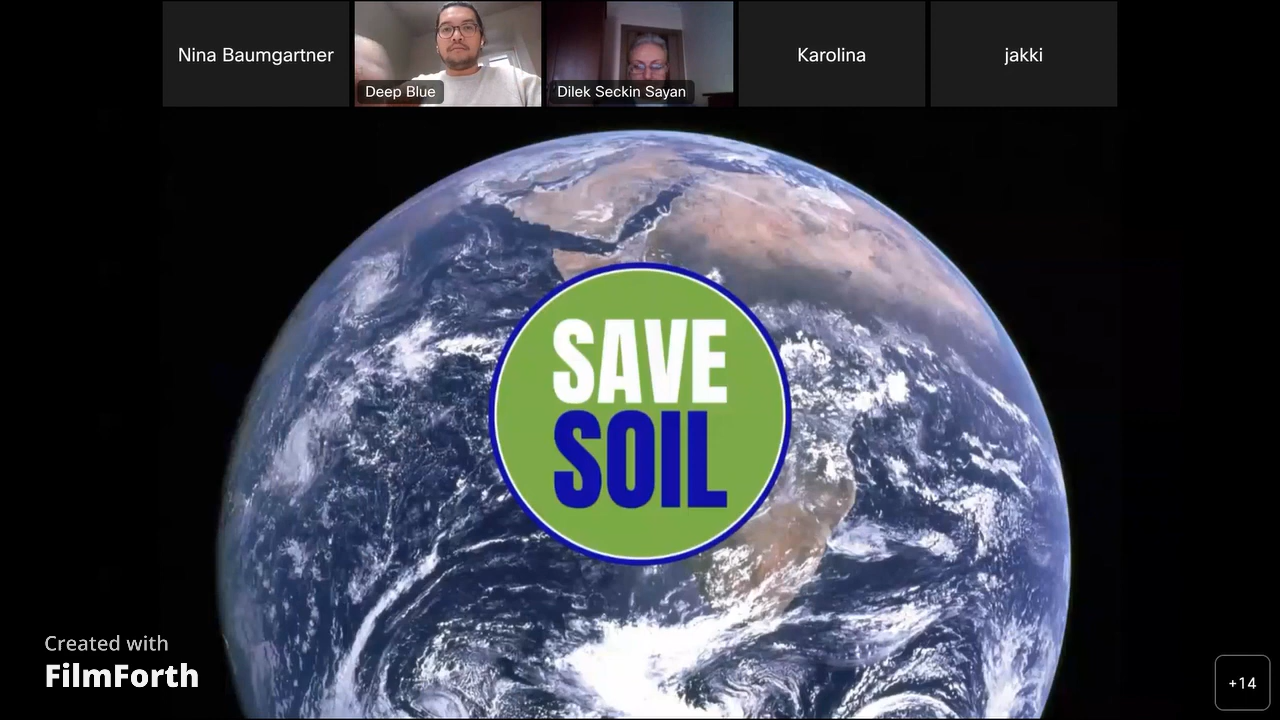 Nina Baumgartner
Deep Blue
Dilek Seckin Sayan
Karolina
jakki
SAVE
SOIL
Created with
FilmForth
+14